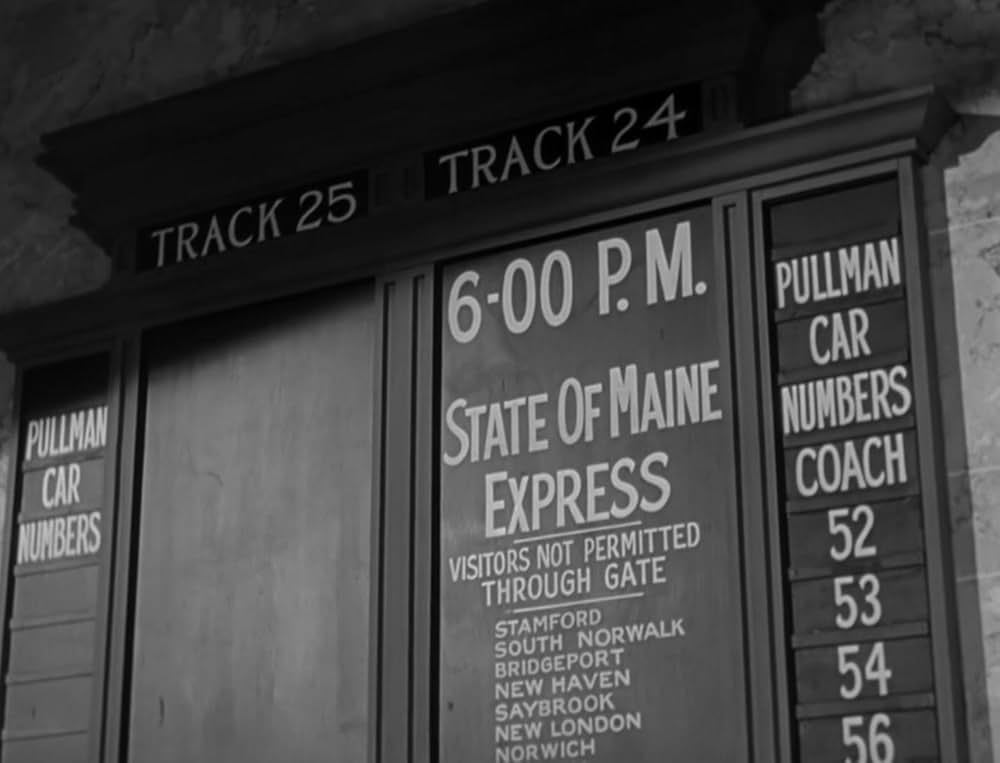 TRACK 25
TRACK 24
PULLMAN
CAR
NUMBERS
6-00 P.M.
STATE OF MAINE
EXPRESS
VISITORS NOT PERMITTED
THROUGH GATE
STAMFORD
SOUTH NORWALK
BRIDGEPORT
NEW HAVEN
SAYBROOK
NEW LONDON
NORWICH
PULLMAN
CAR
NUMBERS
COACH
52
53
54
56